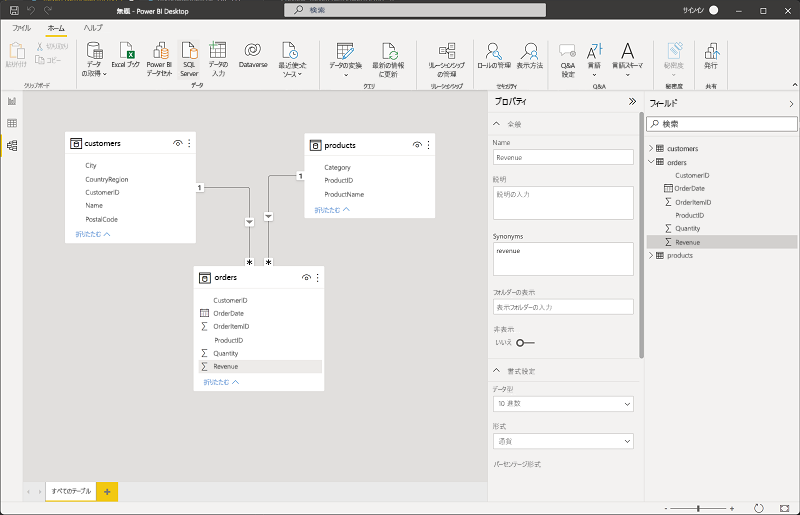 無題 - Power BI Desktop
検索
サインイン
ファイル
ホーム
ヘルプ
貼り付け
切り取り
コピー
クリップボード
データの取得
Excel ブック
Power BI データセット
SQL Server
データの入力
Dataverse
最近使ったソース
データ
データの変換
最新の情報に更新
クエリ
リレーションシップの管理
リレーションシップ
ロールの管理
表示方法
セキュリティ
Q&A 設定
言語
言語スキーマ
Q&A
秘密度
秘密度
発行
共有
customers
City
CountryRegion
CustomerID
Name
PostalCode
折りたたむ
1
products
Category
ProductID
ProductName
折りたたむ
1
*
*
orders
CustomerID
OrderDate
OrderItemID
ProductID
Quantity
Revenue
折りたたむ
すべてのテーブル
+
プロパティ
全般
Name
Revenue
説明
説明の入力
Synonyms
revenue
フォルダーの表示
表示フォルダーの入力
非表示
いいえ
書式設定
データ型
10 進数
形式
通貨
パーセンテージ形式
フィールド
検索
customers
orders
CustomerID
OrderDate
OrderItemID
ProductID
Quantity
Revenue
products